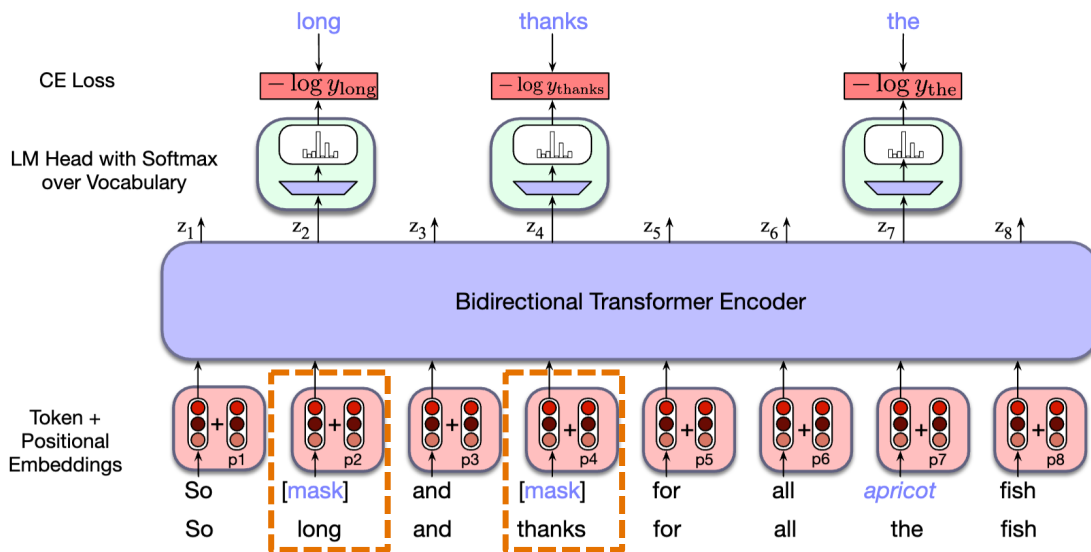 long thanks the
CE Loss − log y_long − log y_thanks − log y_the
LM Head with Softmax
over Vocabulary
z₁ z₂ z₃ z₄ z₅ z₆ z₇ z₈
Bidirectional Transformer Encoder
Token +
Positional
Embeddings
+ + + + + + + +
p1 p2 p3 p4 p5 p6 p7 p8
So [mask] and [mask] for all apricot fish
So long and thanks for all the fish